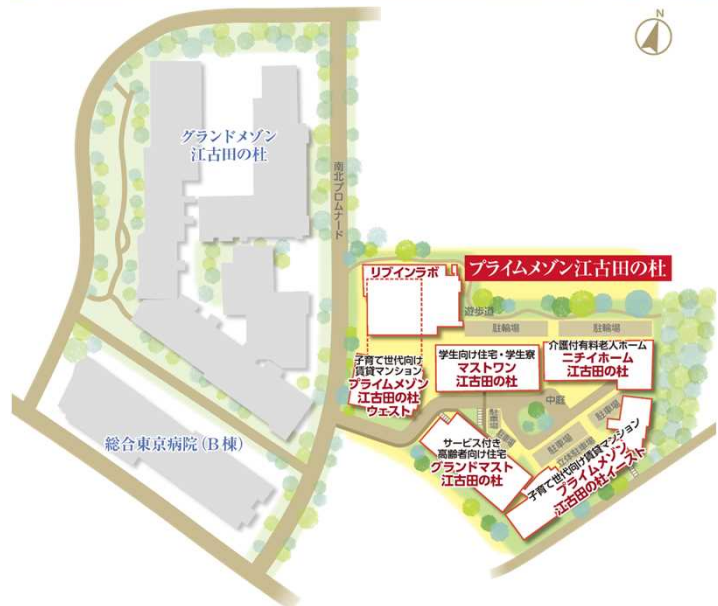 N
グランドメゾン
江古田の杜
南北プロムナード
プライムメゾン江古田の杜
リブインラボ
遊歩道
駐輪場
駐輪場
子育て世代向け
賃貸マンション
プライムメゾン
江古田の杜
ウェスト
学生向け住宅・学生寮
マストワン
江古田の杜
介護付有料老人ホーム
ニチイホーム
江古田の杜
中庭
駐車場
駐車場
立体駐車場
サービス付き
高齢者向け住宅
グランドマスト
江古田の杜
子育て世代向け賃貸マンション
プライムメゾン
江古田の杜イースト
総合東京病院（B棟）